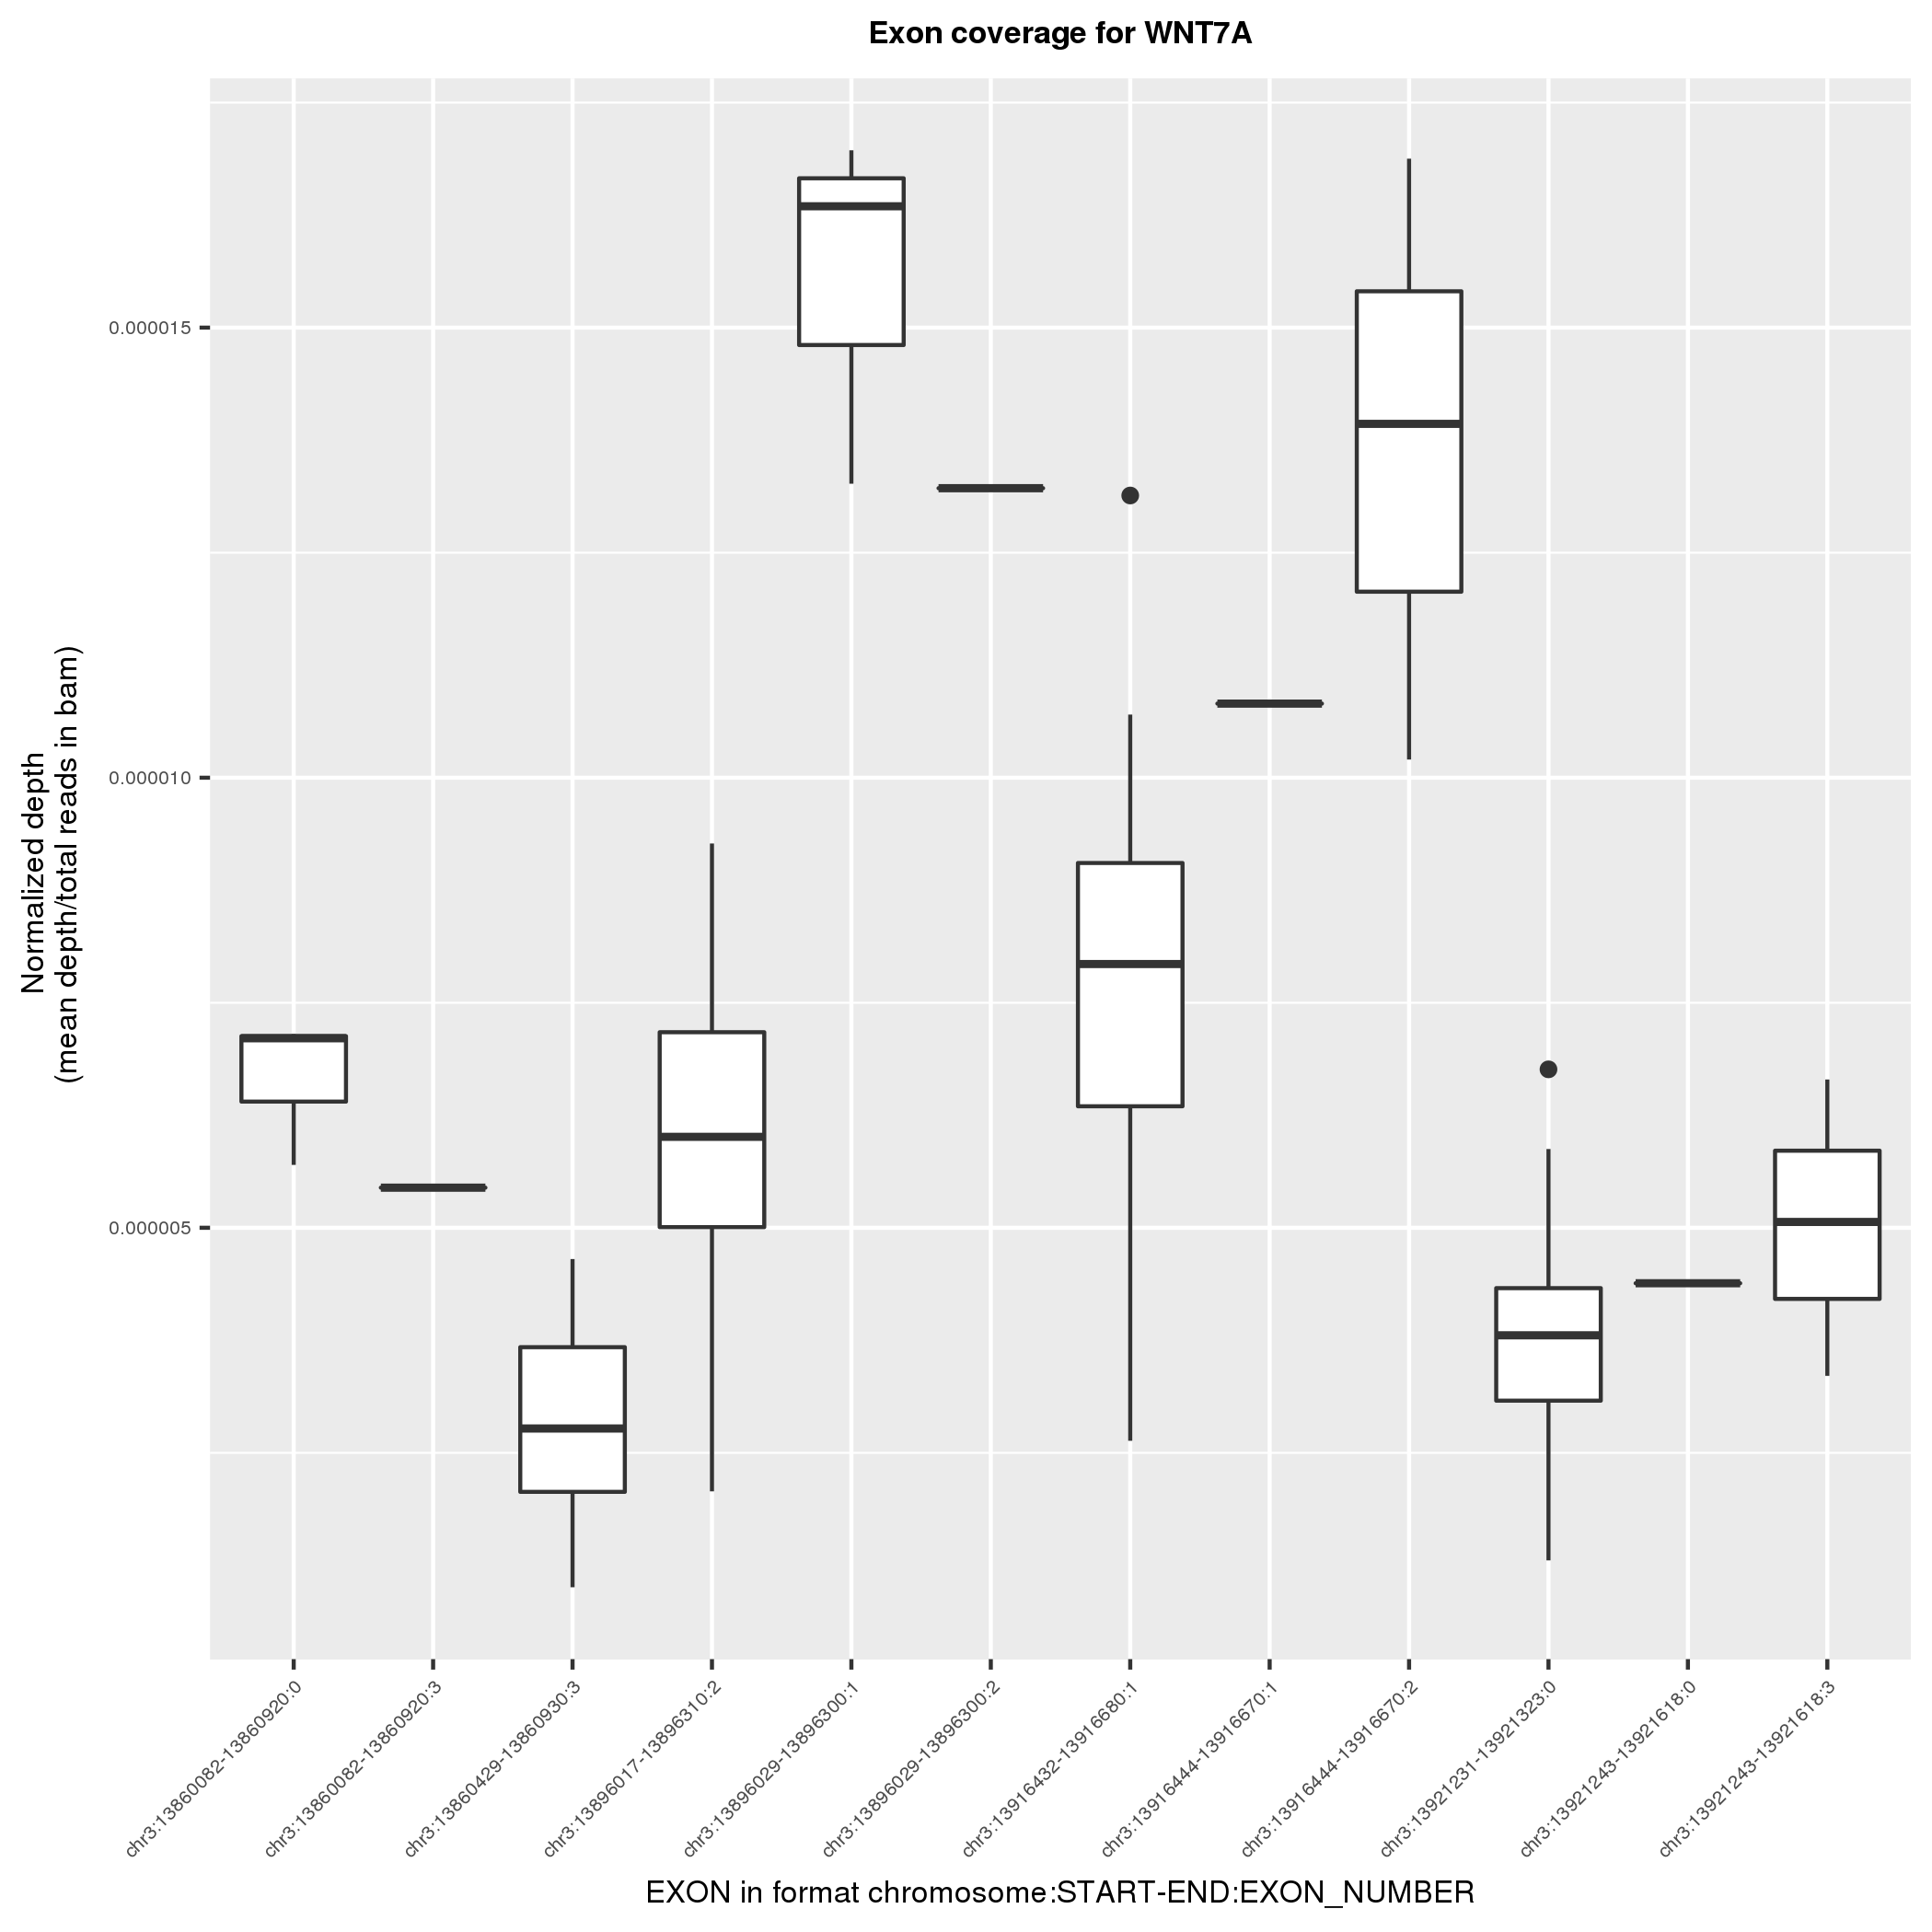 Exon coverage for WNT7A
Normalized depth
(mean depth/total reads in bam)
0.000015
0.000010
0.000005
chr3:13860082-13860920:0
chr3:13860082-13860920:3
chr3:13860429-13860930:3
chr3:13896017-13896310:2
chr3:13896029-13896300:1
chr3:13896029-13896300:2
chr3:13916432-13916680:1
chr3:13916444-13916670:1
chr3:13916444-13916670:2
chr3:13921231-13921323:0
chr3:13921243-13921618:0
chr3:13921243-13921618:3
EXON in format chromosome:START-END:EXON_NUMBER